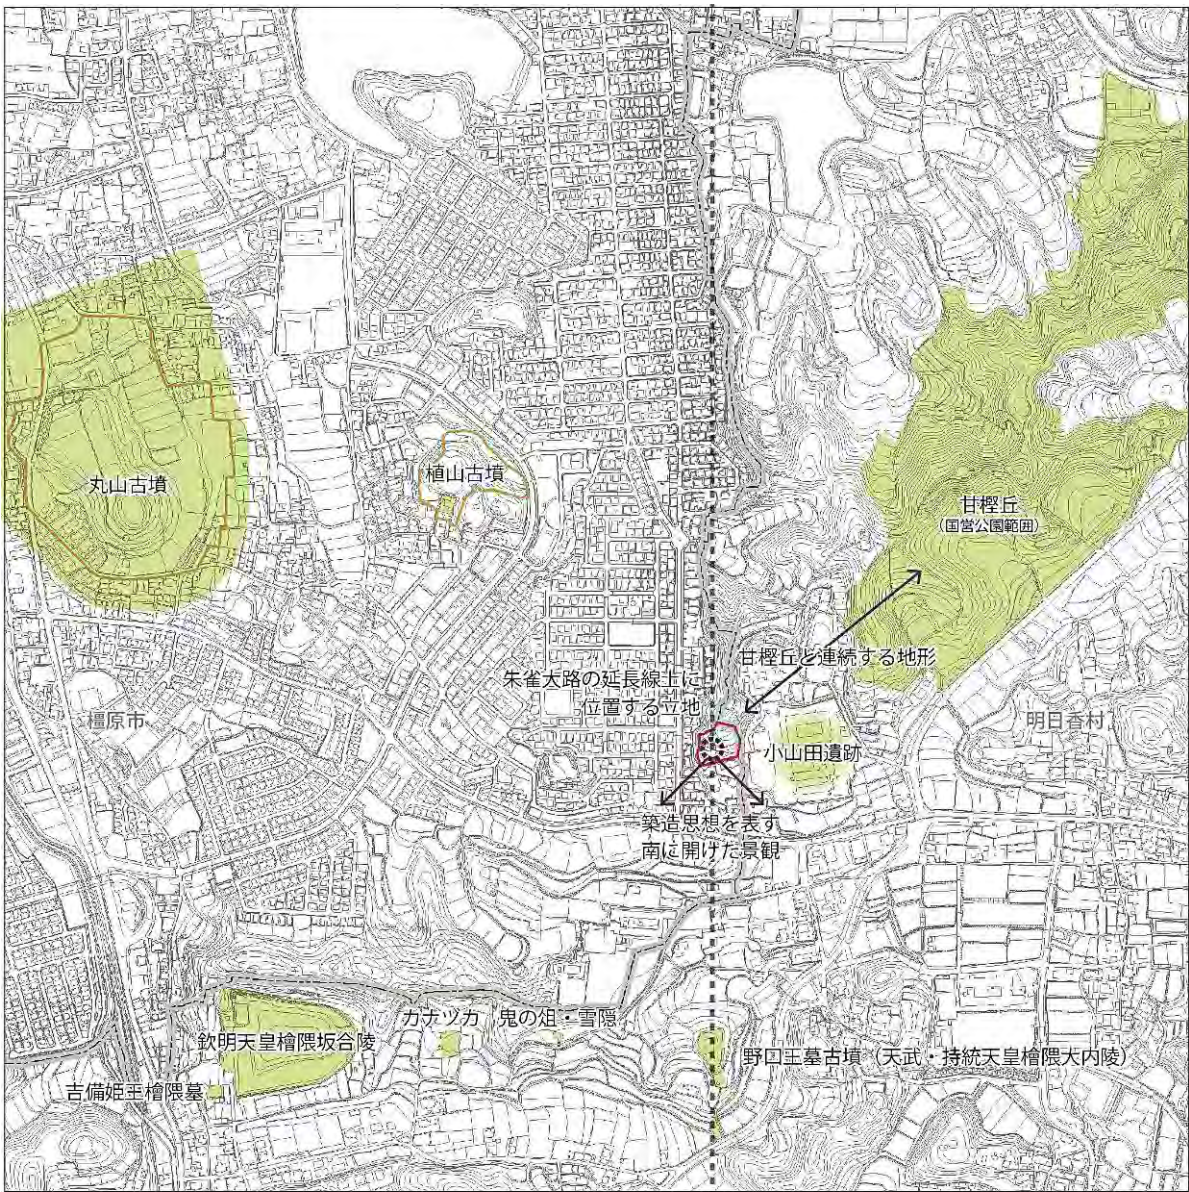 丸山古墳
植山古墳
甘樫丘
(国営公園範囲)
甘樫丘と連続する地形
朱雀大路の延長線上に
位置する立地
橿原市
明日香村
小山田遺跡
築造思想を表す
南に開けた景観
カナヅカ
鬼の俎・雪隠
欽明天皇檜隈坂合陵
野口王墓古墳(天武・持統天皇檜隈大内陵)
吉備姫王檜隈墓